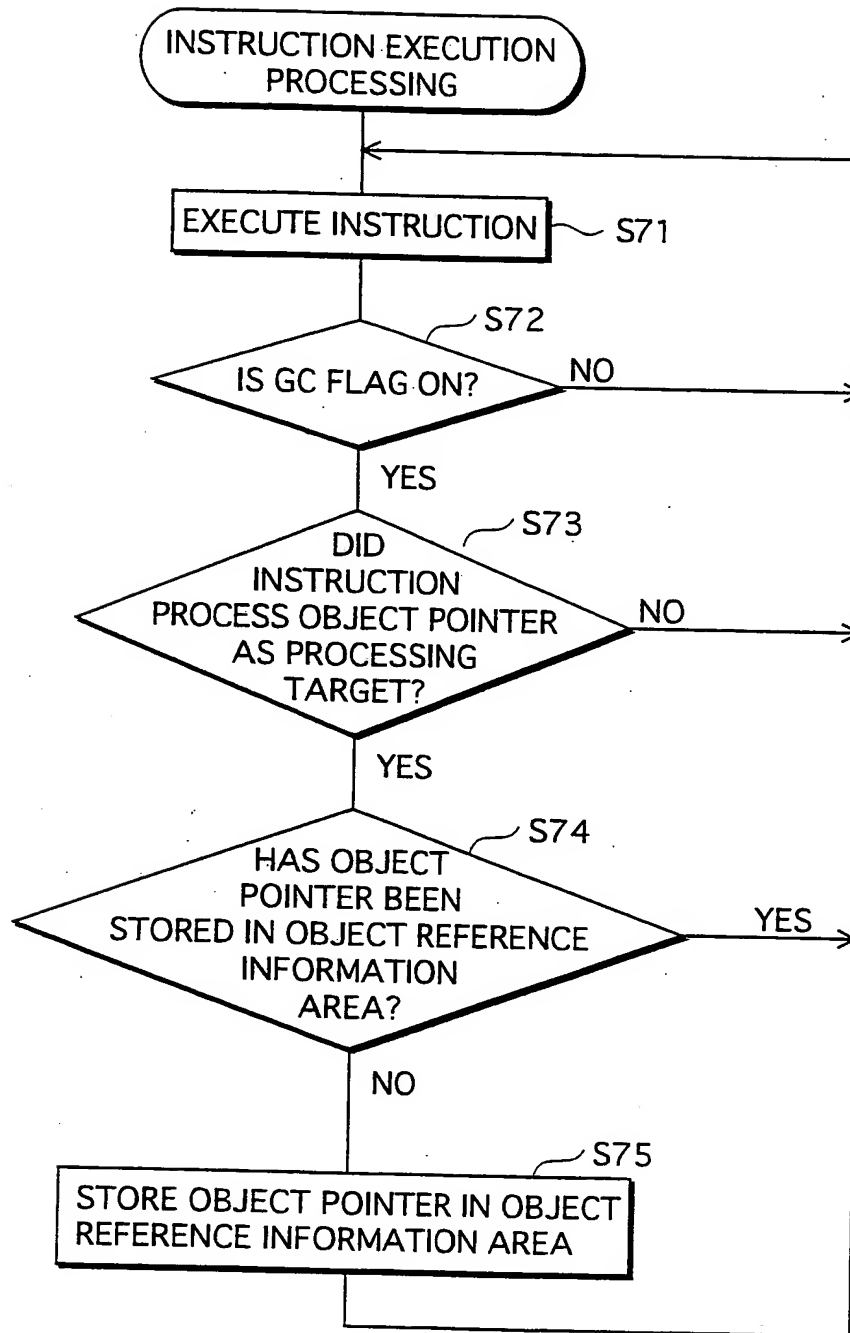 INSTRUCTION EXECUTION
PROCESSING
EXECUTE INSTRUCTION
S71
S72
IS GC FLAG ON?
NO
YES
S73
DID
INSTRUCTION
PROCESS OBJECT POINTER
AS PROCESSING
TARGET?
NO
YES
S74
HAS OBJECT
POINTER BEEN
STORED IN OBJECT REFERENCE
INFORMATION
AREA?
YES
NO
S75
STORE OBJECT POINTER IN OBJECT
REFERENCE INFORMATION AREA